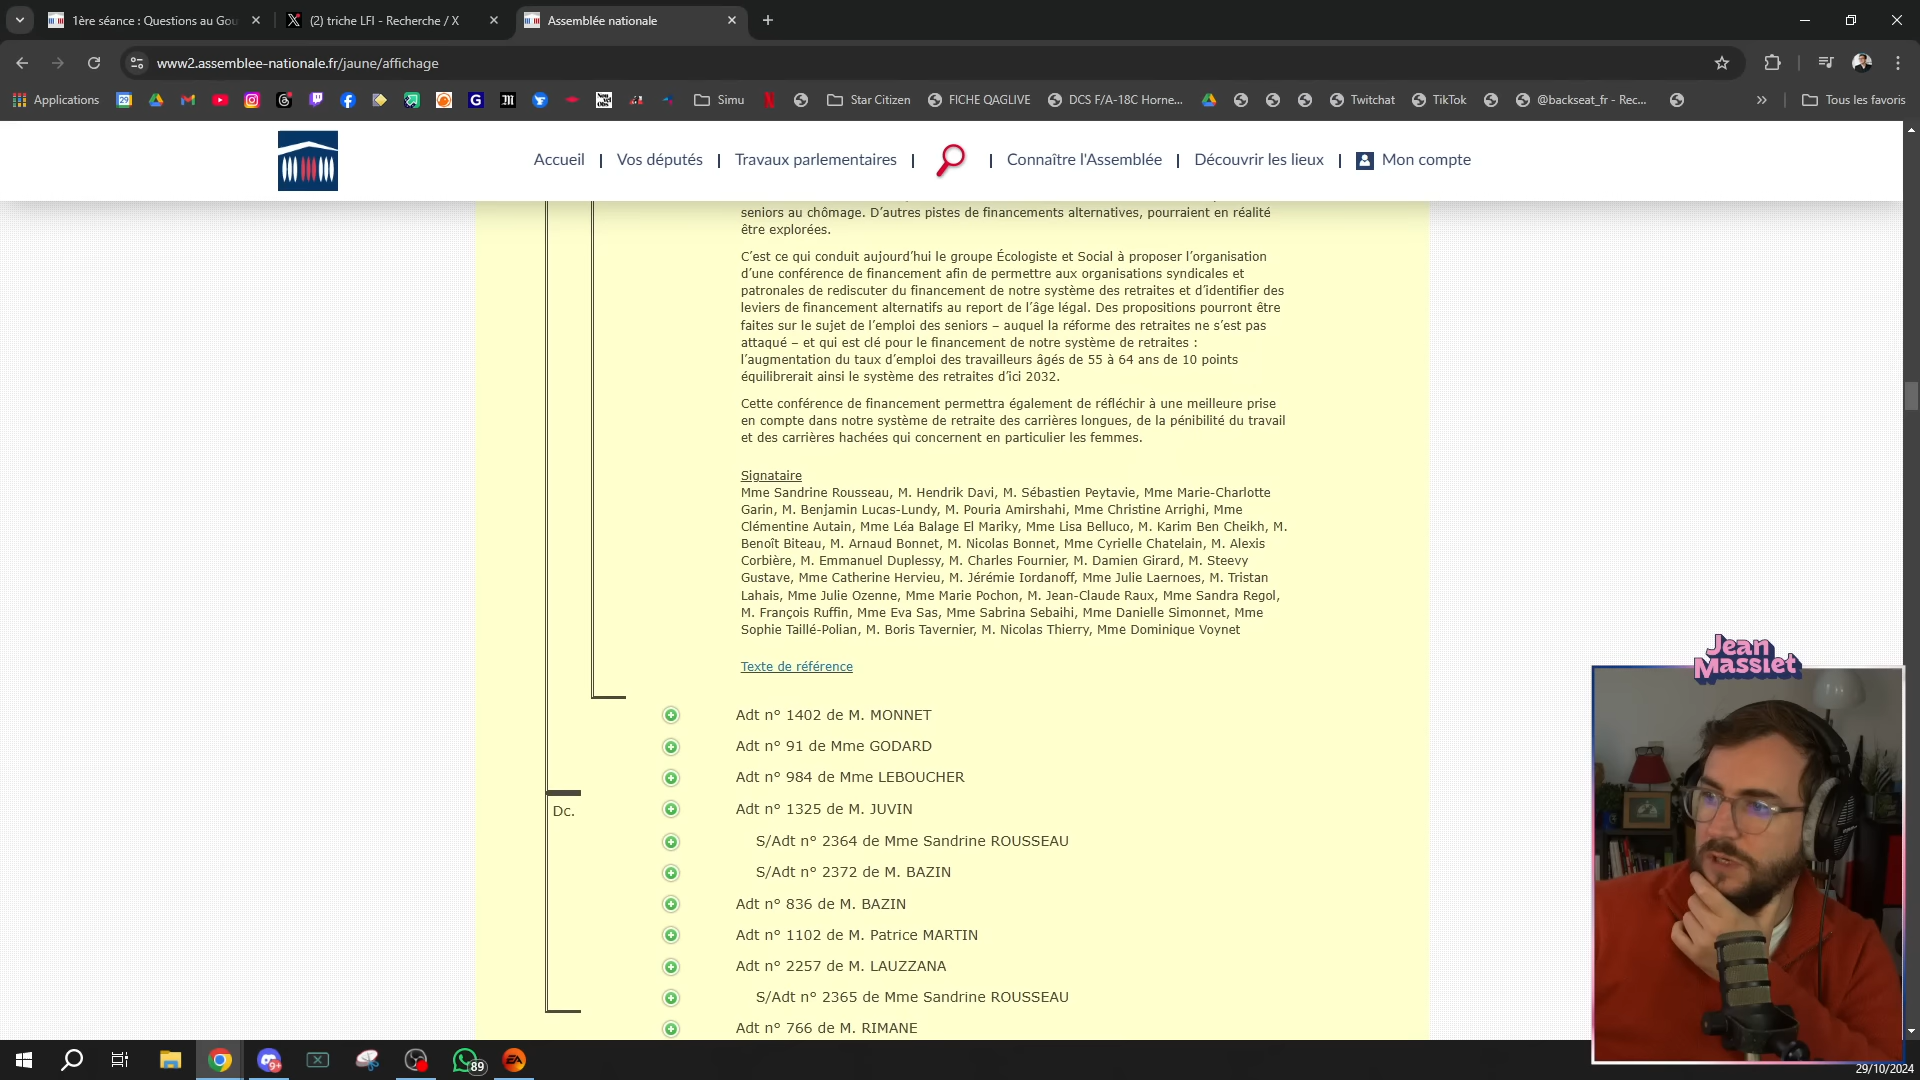 1ère séance : Questions au Gou
(2) triche LFI - Recherche / X
Assemblée nationale
www2.assemblee-nationale.fr/jaune/affichage
Applications
Simu
Star Citizen
FICHE QAGLIVE
DCS F/A-18C Horne...
Twitchat
TikTok
@backseat_fr - Rec...
Tous les favoris
Accueil | Vos députés | Travaux parlementaires | | Connaître l'Assemblée | Découvrir les lieux | Mon compte
seniors au chômage. D’autres pistes de financements alternatives, pourraient en réalité
être explorées.
C’est ce qui conduit aujourd’hui le groupe Écologiste et Social à proposer l’organisation
d’une conférence de financement afin de permettre aux organisations syndicales et
patronales de rediscuter du financement de notre système des retraites et d’identifier des
leviers de financement alternatifs au report de l’âge légal. Des propositions pourront être
faites sur le sujet de l’emploi des seniors – auquel la réforme des retraites ne s’est pas
attaqué – et qui est clé pour le financement de notre système de retraites :
l’augmentation du taux d’emploi des travailleurs âgés de 55 à 64 ans de 10 points
équilibrerait ainsi le système des retraites d’ici 2032.
Cette conférence de financement permettra également de réfléchir à une meilleure prise
en compte dans notre système de retraite des carrières longues, de la pénibilité du travail
et des carrières hachées qui concernent en particulier les femmes.
Signataire
Mme Sandrine Rousseau, M. Hendrik Davi, M. Sébastien Peytavie, Mme Marie-Charlotte
Garin, M. Benjamin Lucas-Lundy, M. Pouria Amirshahi, Mme Christine Arrighi, Mme
Clémentine Autain, Mme Léa Balage El Mariky, Mme Lisa Belluco, M. Karim Ben Cheikh, M.
Benoît Biteau, M. Arnaud Bonnet, M. Nicolas Bonnet, Mme Cyrielle Chatelain, M. Alexis
Corbière, M. Emmanuel Duplessy, M. Charles Fournier, M. Damien Girard, M. Steevy
Gustave, Mme Catherine Hervieu, M. Jérémie Iordanoff, Mme Julie Laernoes, M. Tristan
Lahais, Mme Julie Ozenne, Mme Marie Pochon, M. Jean-Claude Raux, Mme Sandra Regol,
M. François Ruffin, Mme Eva Sas, Mme Sabrina Sebaihi, Mme Danielle Simonnet, Mme
Sophie Taillé-Polian, M. Boris Tavernier, M. Nicolas Thierry, Mme Dominique Voynet
Texte de référence
Adt n° 1402 de M. MONNET
Adt n° 91 de Mme GODARD
Adt n° 984 de Mme LEBOUCHER
Dc.
Adt n° 1325 de M. JUVIN
S/Adt n° 2364 de Mme Sandrine ROUSSEAU
S/Adt n° 2372 de M. BAZIN
Adt n° 836 de M. BAZIN
Adt n° 1102 de M. Patrice MARTIN
Adt n° 2257 de M. LAUZZANA
S/Adt n° 2365 de Mme Sandrine ROUSSEAU
Adt n° 766 de M. RIMANE
Jean
Massiet
9+
89
EA
29/10/2024